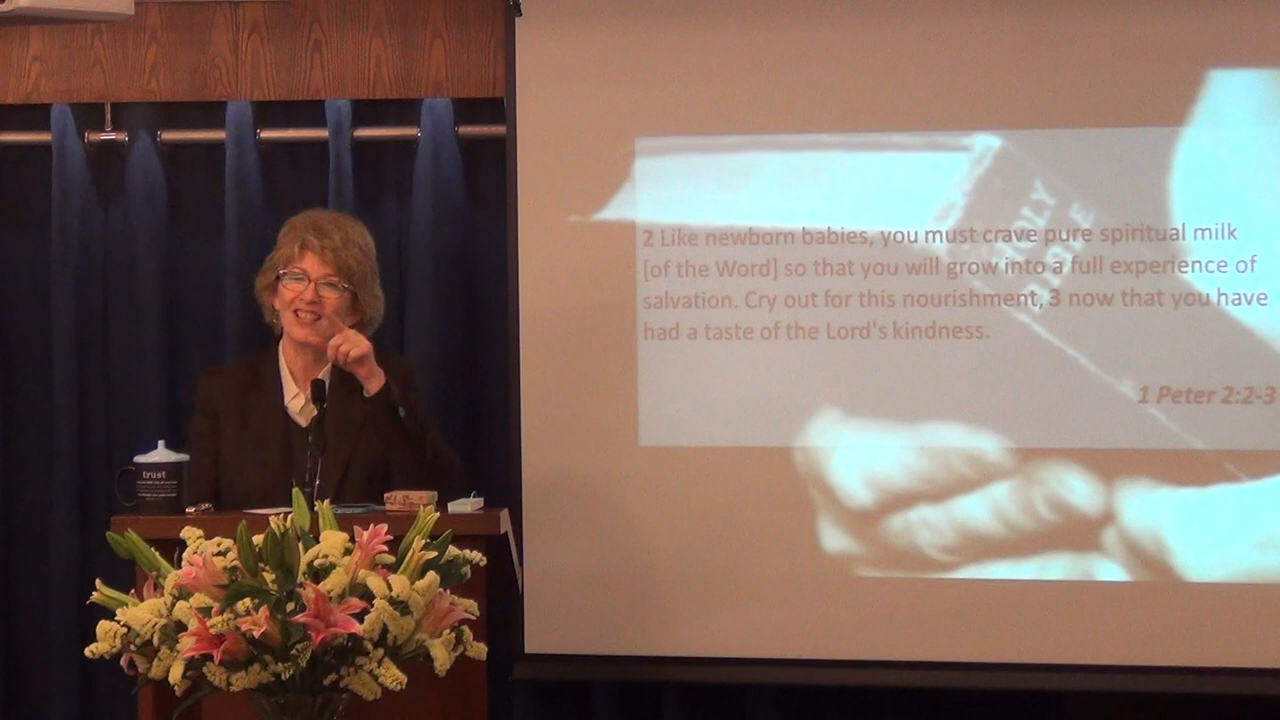 trust
HOLY
2 Like newborn babies, you must crave pure spiritual milk
[of the Word] so that you will grow into a full experience of
salvation. Cry out for this nourishment, 3 now that you have
had a taste of the Lord's kindness.
1 Peter 2:2-3